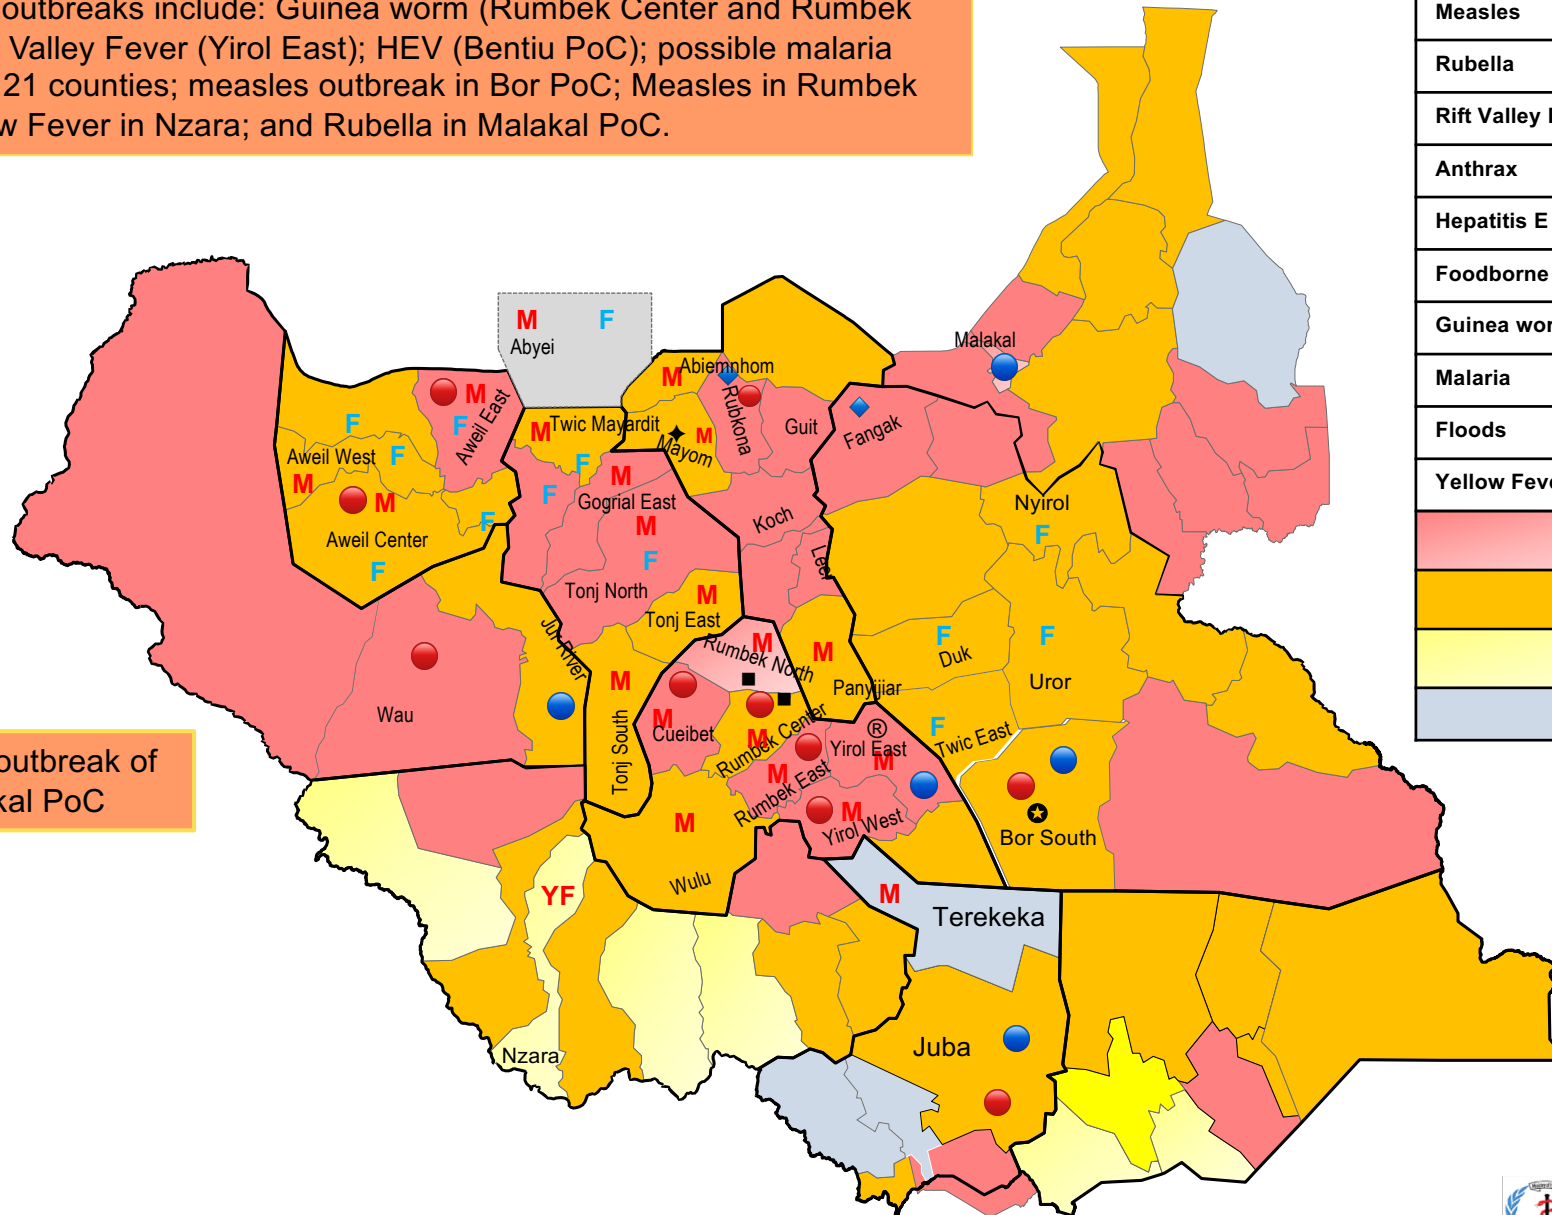 outbreaks include: Guinea worm (Rumbek Center and Rumbek
Valley Fever (Yirol East); HEV (Bentiu PoC); possible malaria
21 counties; measles outbreak in Bor PoC; Measles in Rumbek
w Fever in Nzara; and Rubella in Malakal PoC.
Measles
Rubella
Rift Valley
Anthrax
Hepatitis E
Foodborne
Guinea wor
Malaria
Floods
Yellow Feve
M F
Abyei
Malakal
Abiemnhom
M
M
F
Aweil East
F
Aweil West
F
M
M
Aweil Center
F
F
M
Twic Mayardit
F
Mayom
M
Rubkona
Guit
Fangak
F
M
Gogrial East
M
F
Tonj North
Koch
Leer
Nyirol
F
M
Tonj East
Jur River
M
Rumbek North
M
Panyijiar
F
Duk
F
Uror
Wau
M
Tonj South
M
Cueibet
M
Rumbek Center
®
Yirol East
M
F
Twic East
outbreak of
kal PoC
M
Rumbek East
M
Yirol West
Bor South
M
Wulu
YF
M
Terekeka
Juba
Nzara